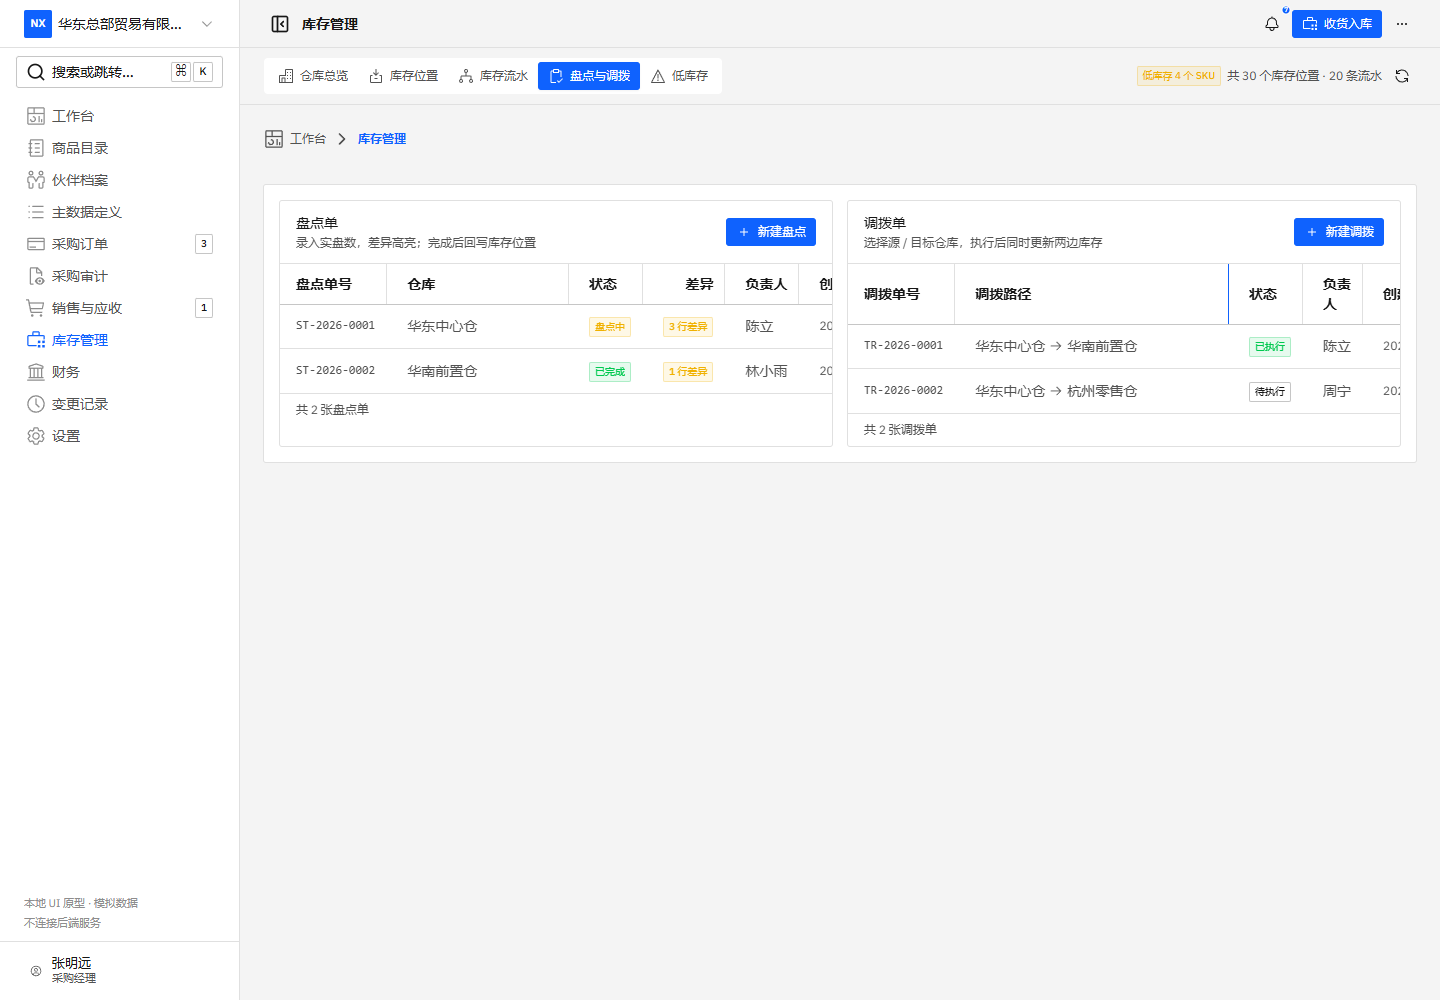 NX 华东总部贸易有限...
搜索或跳转... ⌘ K
工作台
商品目录
伙伴档案
主数据定义
采购订单 3
采购审计
销售与应收 1
库存管理
财务
变更记录
设置
本地 UI 原型 · 模拟数据
不连接后端服务
张明远
采购经理
库存管理
收货入库
仓库总览 库存位置 库存流水 盘点与调拨 低库存
低库存 4 个 SKU 共 30 个库存位置 · 20 条流水
工作台 库存管理
盘点单
录入实盘数，差异高亮；完成后回写库存位置
新建盘点
盘点单号 仓库 状态 差异 负责人 创
ST-2026-0001 华东中心仓 盘点中 3 行差异 陈立 20
ST-2026-0002 华南前置仓 已完成 1 行差异 林小雨 20
共 2 张盘点单
调拨单
选择源 / 目标仓库，执行后同时更新两边库存
新建调拨
调拨单号 调拨路径 状态 负责人 创
TR-2026-0001 华东中心仓 → 华南前置仓 已执行 陈立 202
TR-2026-0002 华东中心仓 → 杭州零售仓 待执行 周宁 202
共 2 张调拨单